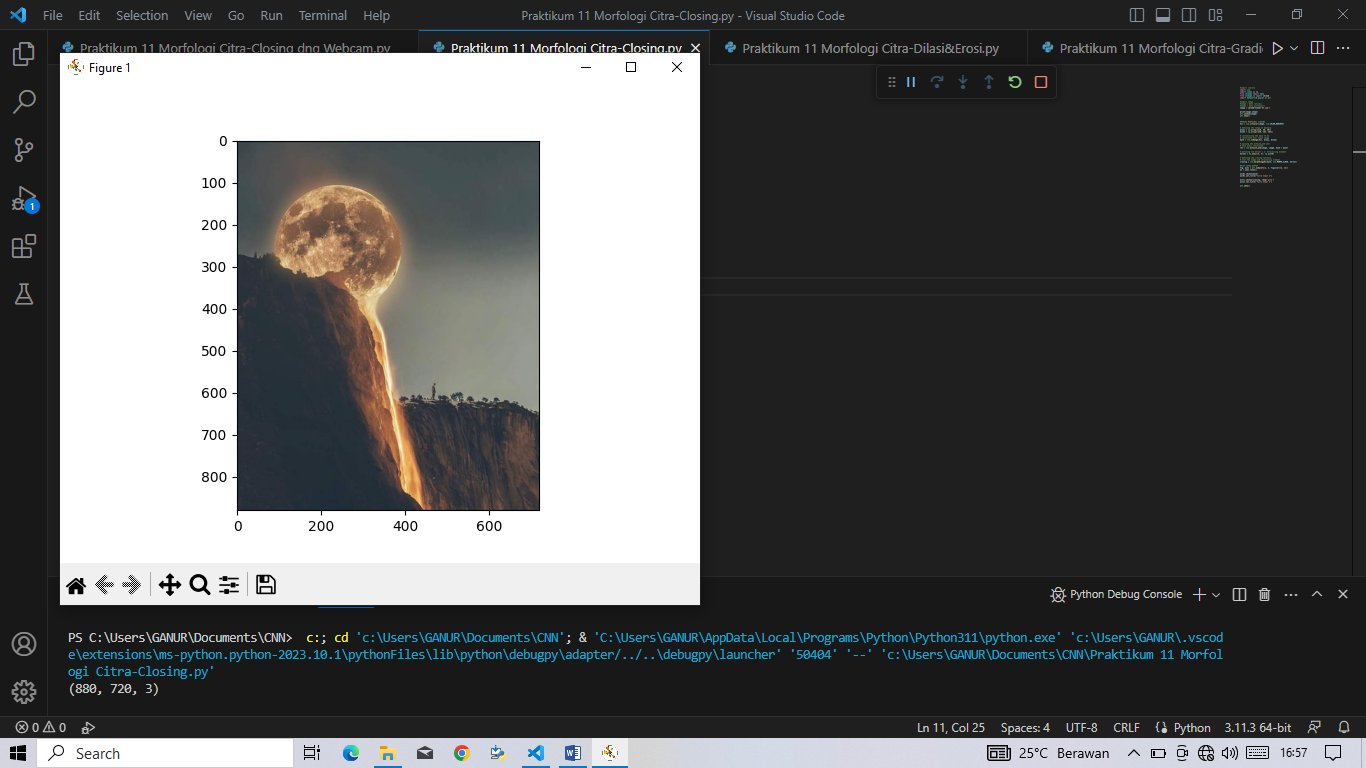 File Edit Selection View Go Run Terminal Help
Praktikum 11 Morfologi Citra-Closing.py - Visual Studio Code
Praktikum 11 Morfologi Citra-Closing dng Webcam.py
Praktikum 11 Morfologi Citra-Closing.py
Praktikum 11 Morfologi Citra-Dilasi&Erosi.py
Praktikum 11 Morfologi Citra-Gradi
Figure 1
0
100
200
300
400
500
600
700
800
0 200 400 600
1
Python Debug Console
PS C:\Users\GANUR\Documents\CNN> c:; cd 'c:\Users\GANUR\Documents\CNN'; & 'C:\Users\GANUR\AppData\Local\Programs\Python\Python311\python.exe' 'c:\Users\GANUR\.vscod
e\extensions\ms-python.python-2023.10.1\pythonFiles\lib\python\debugpy\adapter/../..\debugpy\launcher' '50404' '--' 'c:\Users\GANUR\Documents\CNN\Praktikum 11 Morfol
ogi Citra-Closing.py'
(880, 720, 3)
0 0 Ln 11, Col 25 Spaces: 4 UTF-8 CRLF Python 3.11.3 64-bit
Search 25°C Berawan 16:57